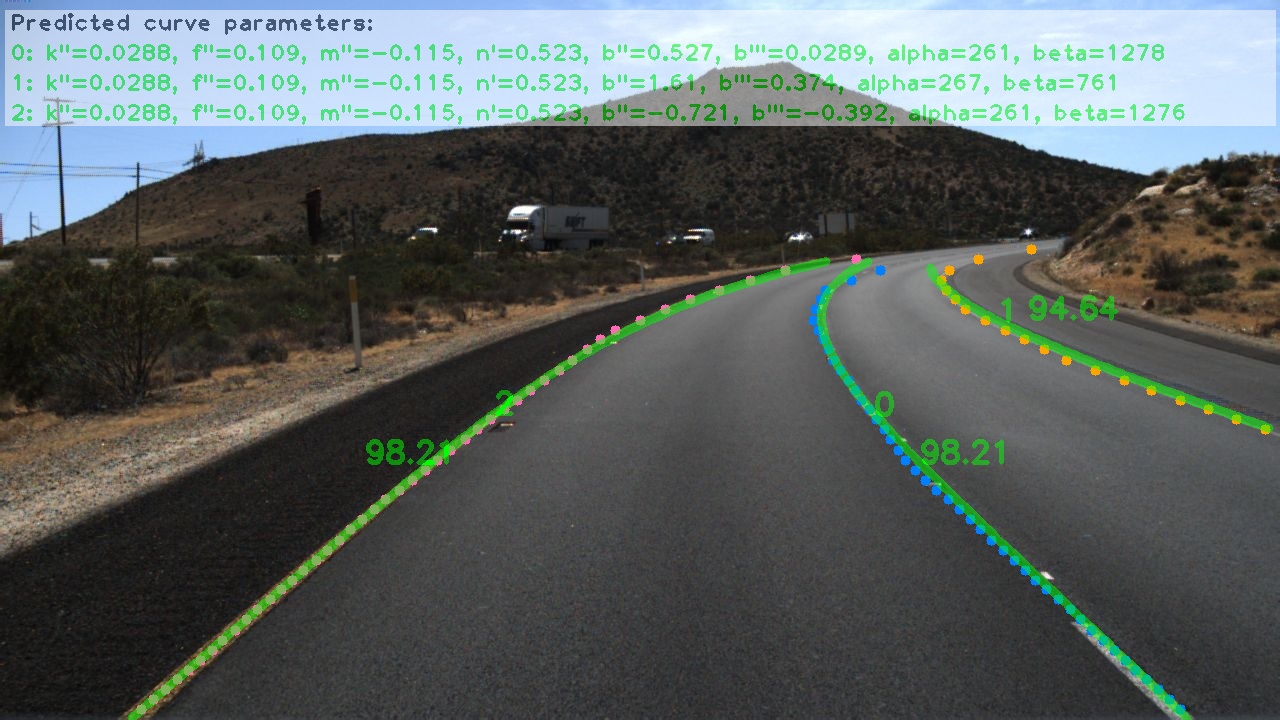 Predicted curve parameters:
0: k''=0.0288, f''=0.109, m''=-0.115, n'=0.523, b''=0.527, b'''=0.0289, alpha=261, beta=1278
1: k''=0.0288, f''=0.109, m''=-0.115, n'=0.523, b''=1.61, b'''=0.374, alpha=267, beta=761
2: k''=0.0288, f''=0.109, m''=-0.115, n'=0.523, b''=-0.721, b'''=-0.392, alpha=261, beta=1276
1 94.64
2 0
98.21 98.21